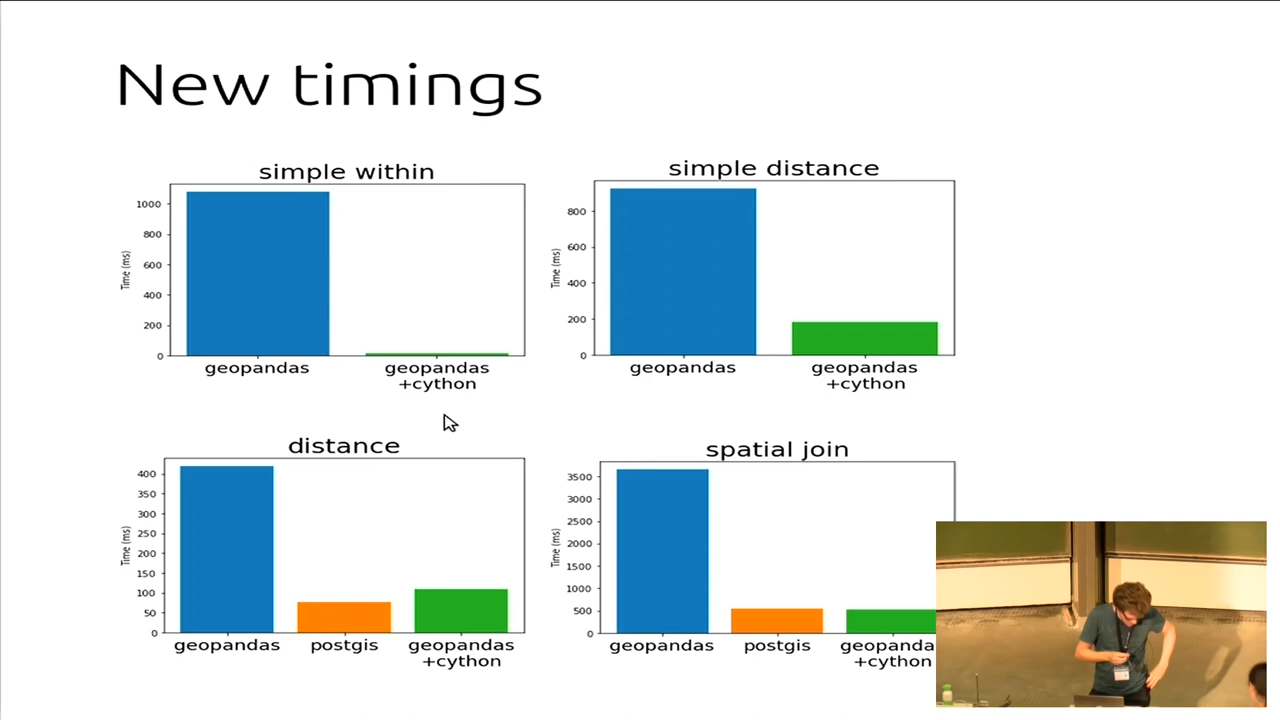 New timings
simple within
Time (ms)
1000
800
600
400
200
0
geopandas
geopandas
+cython
simple distance
Time (ms)
800
600
400
200
0
geopandas
geopandas
+cython
distance
Time (ms)
400
350
300
250
200
150
100
50
0
geopandas
postgis
geopandas
+cython
spatial join
Time (ms)
3500
3000
2500
2000
1500
1000
500
0
geopandas
postgis
geopanda
+cython